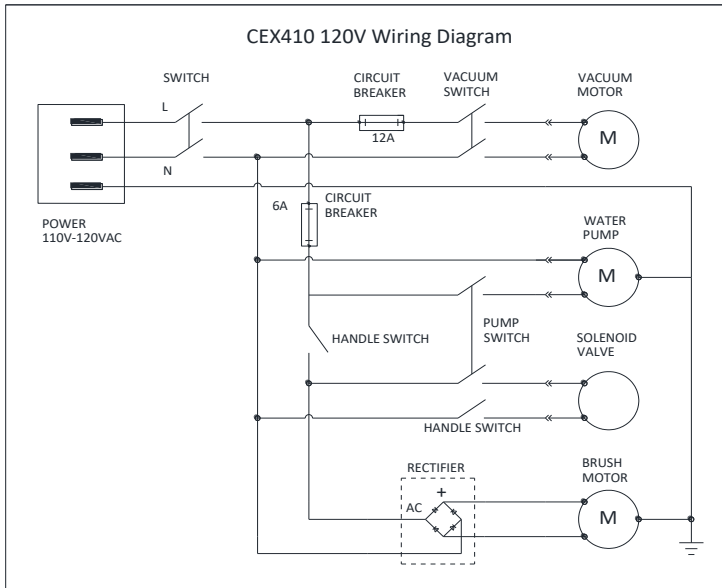 CEX410 120V Wiring Diagram
SWITCH
CIRCUIT
BREAKER
VACUUM
SWITCH
VACUUM
MOTOR
L
12A
M
N
POWER
110V-120VAC
6A
CIRCUIT
BREAKER
WATER
PUMP
M
HANDLE SWITCH
PUMP
SWITCH
SOLENOID
VALVE
HANDLE SWITCH
RECTIFIER
BRUSH
MOTOR
+
AC
M